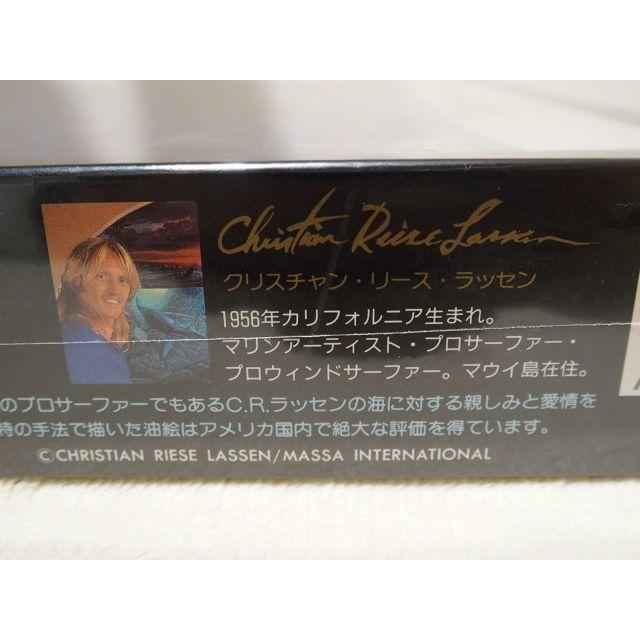 Christian Riese Lassen
クリスチャン・リース・ラッセン
1956年カリフォルニア生まれ。
マリンアーティスト・プロサーファー・
プロウィンドサーファー。マウイ島在住。
のプロサーファーでもあるC.R.ラッセンの海に対する親しみと愛情を
特の手法で描いた油絵はアメリカ国内で絶大な評価を得ています。
©CHRISTIAN RIESE LASSEN/MASSA INTERNATIONAL